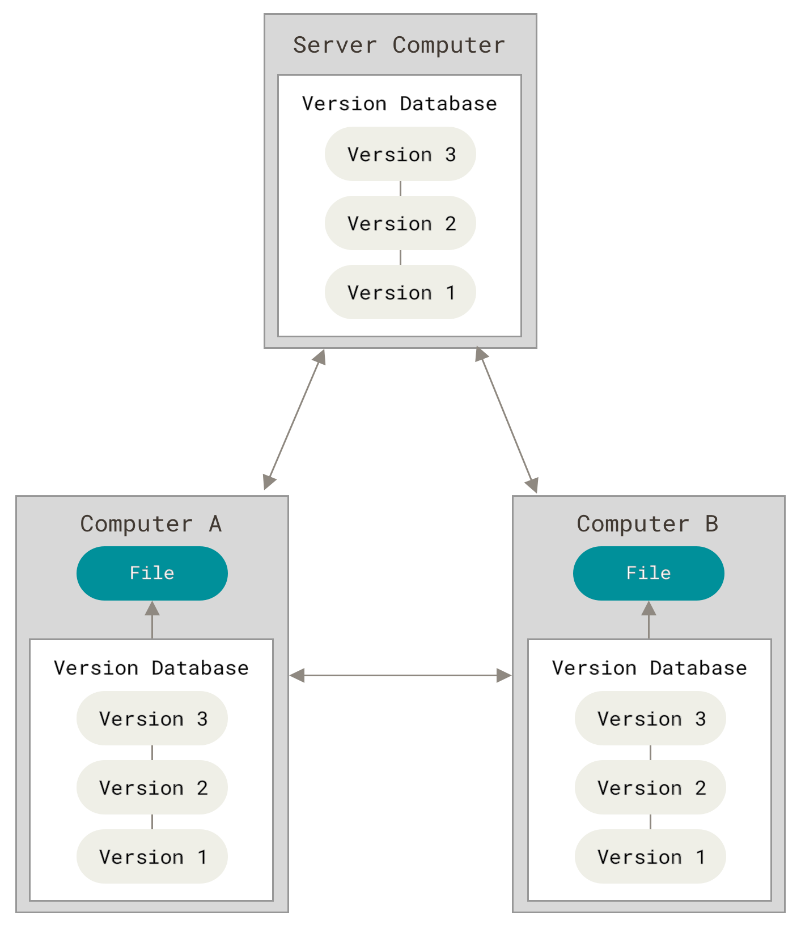 Server Computer
Version Database
Version 3
Version 2
Version 1
Computer A
File
Version Database
Version 3
Version 2
Version 1
Computer B
File
Version Database
Version 3
Version 2
Version 1